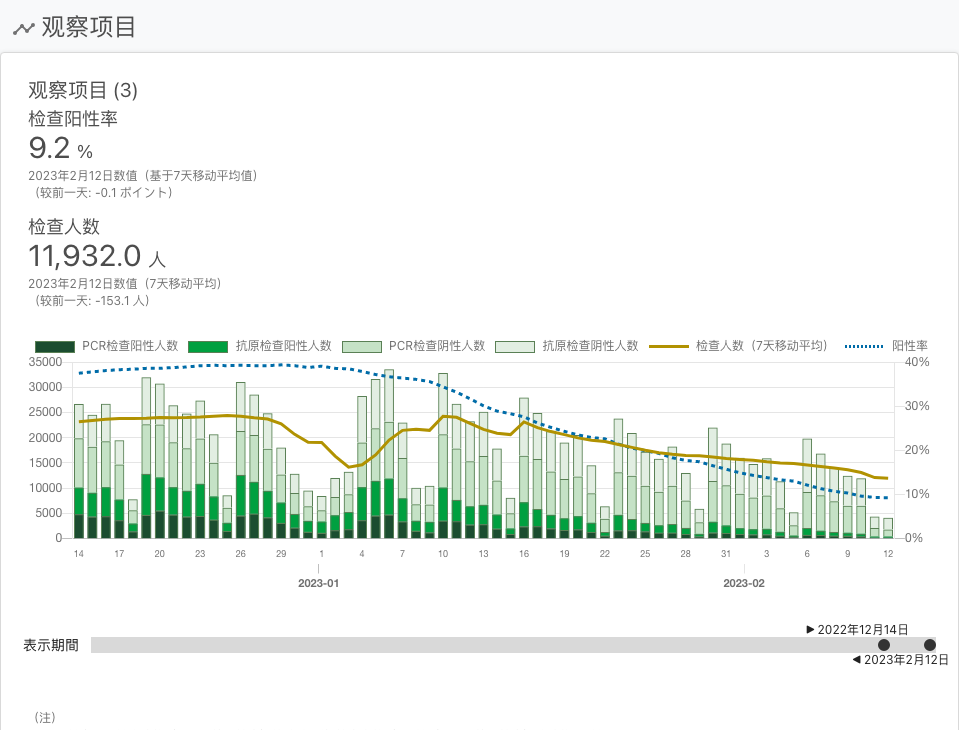 观察项目
观察项目 (3)
检查阳性率
9.2 %
2023年2月12日数值（基于7天移动平均值）
（较前一天: -0.1 ポイント）
检查人数
11,932.0 人
2023年2月12日数值（7天移动平均）
（较前一天: -153.1 人）
PCR检查阳性人数 抗原检查阳性人数 PCR检查阴性人数 抗原检查阴性人数 检查人数（7天移动平均） 阳性率
35000 40%
30000
25000 30%
20000 20%
15000
10000 10%
5000
0 0%
14 17 20 23 26 29 1 4 7 10 13 16 19 22 25 28 31 3 6 9 12
2023-01 2023-02
▶ 2022年12月14日
表示期間
◀ 2023年2月12日
（注）